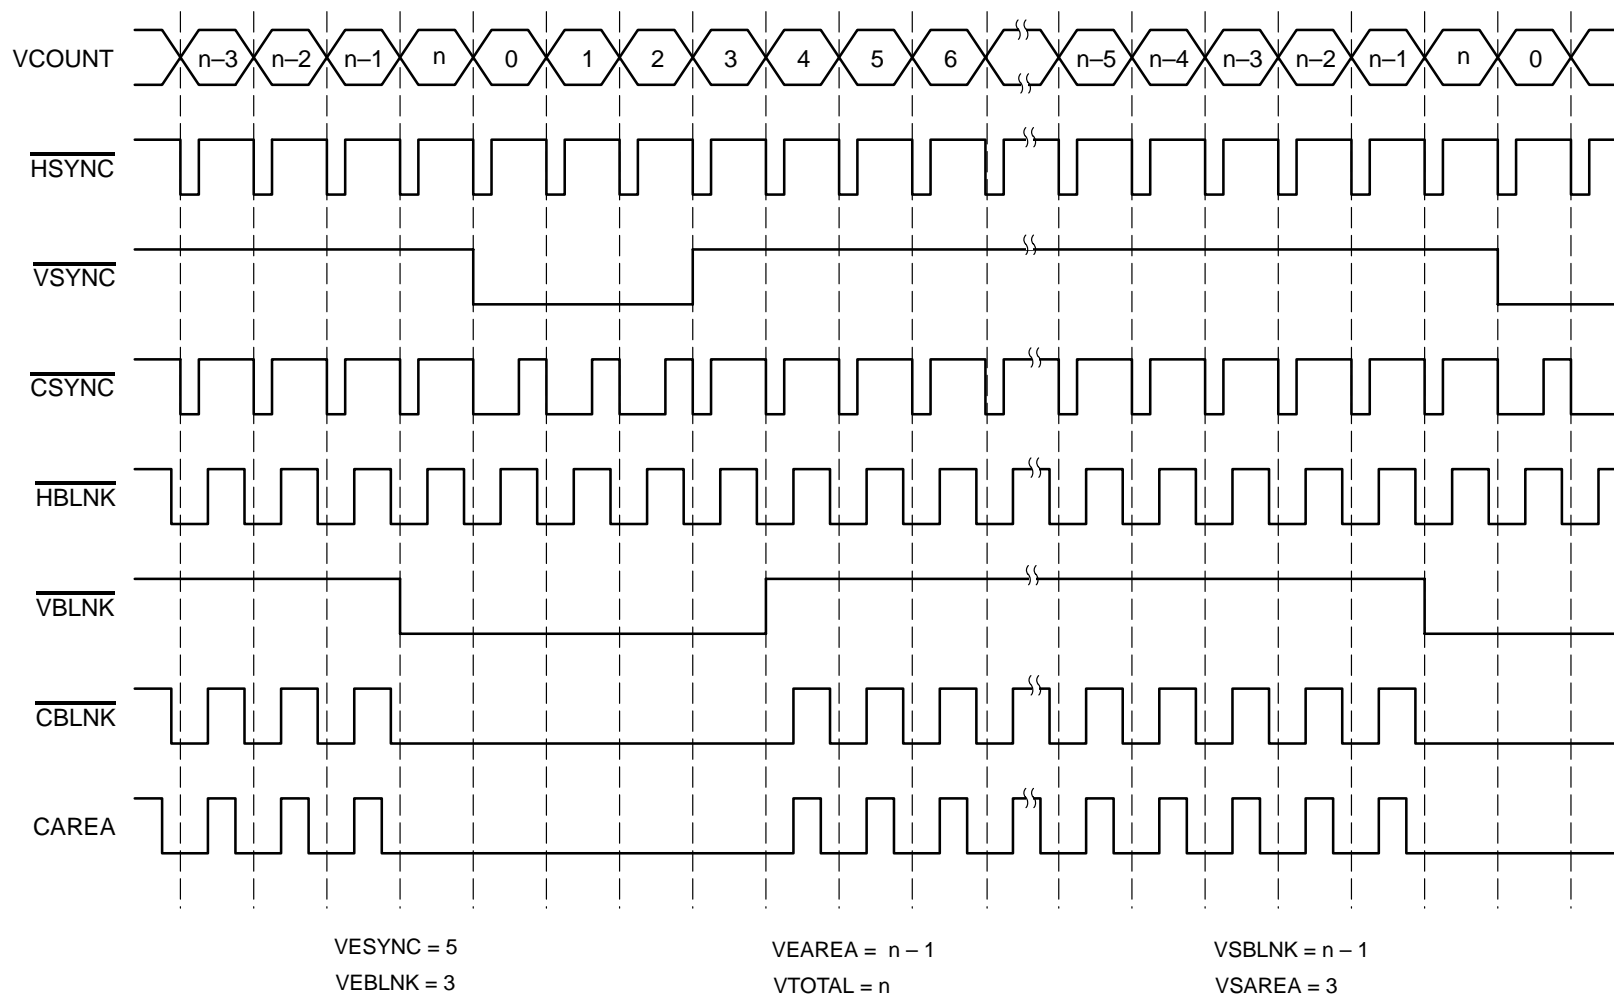 VCOUNT n–3 n–2 n–1 n 0 1 2 3 4 5 6 n–5 n–4 n–3 n–2 n–1 n 0
HSYNC
VSYNC
CSYNC
HBLNK
VBLNK
CBLNK
CAREA
VESYNC = 5 VEAREA = n – 1 VSBLNK = n – 1
VEBLNK = 3 VTOTAL = n VSAREA = 3